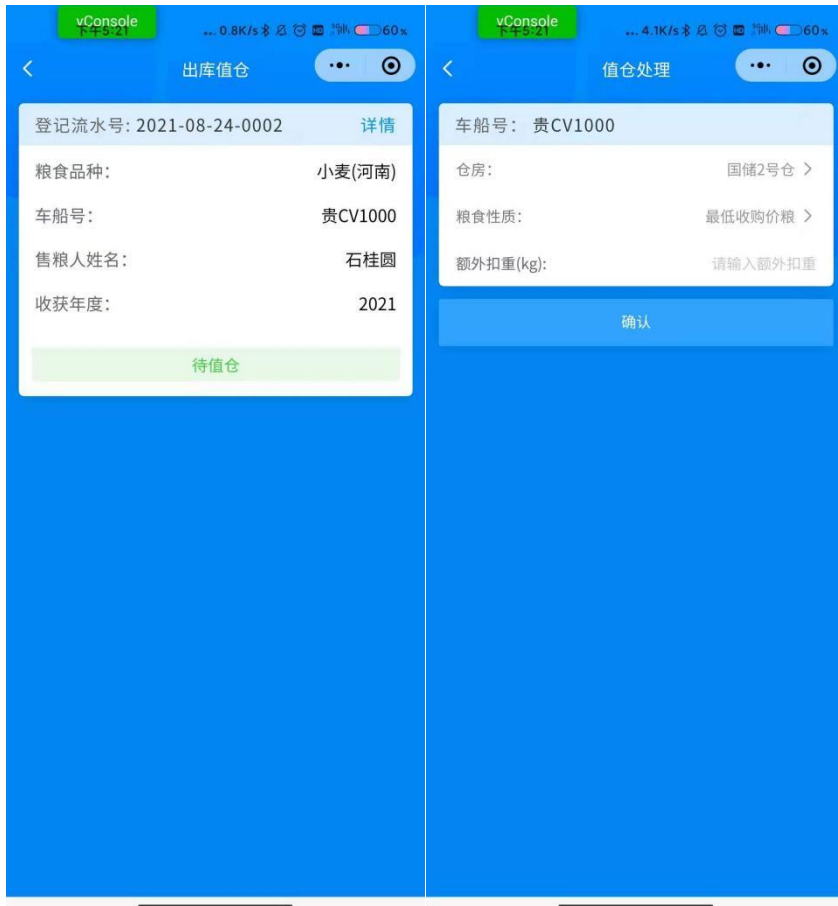 vConsole
下午5:21
... 0.8K/s
60%
出库值仓
登记流水号: 2021-08-24-0002 详情
粮食品种: 小麦(河南)
车船号: 贵CV1000
售粮人姓名: 石桂圆
收获年度: 2021
待值仓
vConsole
下午5:21
... 4.1K/s
60%
值仓处理
车船号: 贵CV1000
仓房: 国储2号仓
粮食性质: 最低收购价粮
额外扣重(kg): 请输入额外扣重
确认